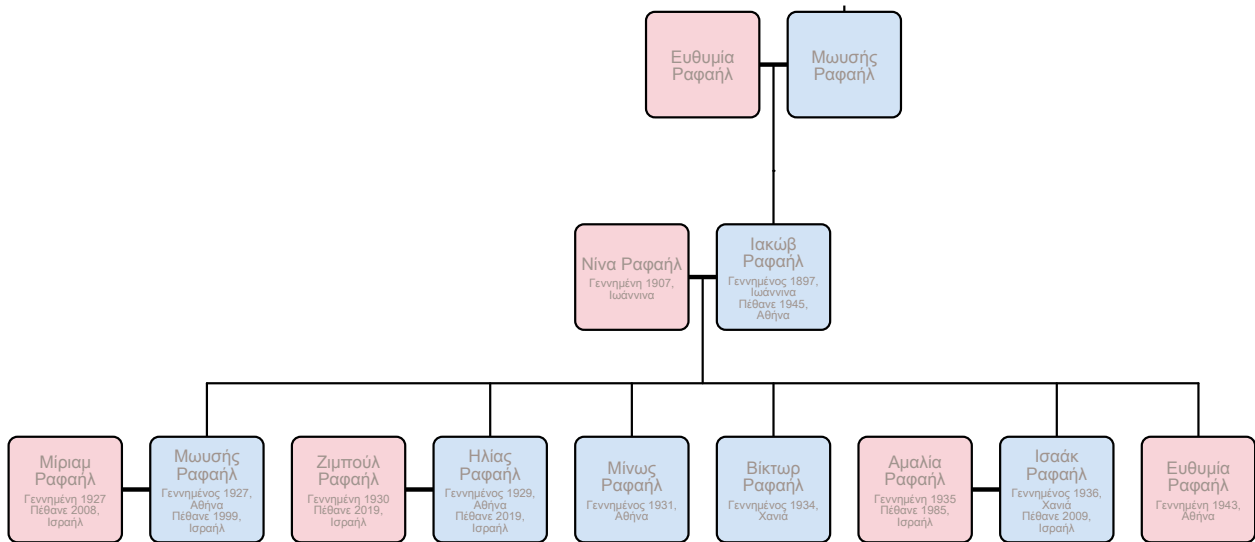 Ευθυμία
Ραφαήλ
Μωυσής
Ραφαήλ
Νίνα Ραφαήλ
Γεννημένη 1907,
Ιωάννινα
Ιακώβ
Ραφαήλ
Γεννημένος 1897,
Ιωάννινα
Πέθανε 1945,
Αθήνα
Μίριαμ
Ραφαήλ
Γεννημένη 1927
Πέθανε 2008,
Ισραήλ
Μωυσής
Ραφαήλ
Γεννημένος 1927,
Αθήνα
Πέθανε 1999,
Ισραήλ
Ζιμπούλ
Ραφαήλ
Γεννημένη 1930
Πέθανε 2019,
Ισραήλ
Ηλίας
Ραφαήλ
Γεννημένος 1929,
Αθήνα
Πέθανε 2019,
Ισραήλ
Μίνως
Ραφαήλ
Γεννημένος 1931,
Αθήνα
Βίκτωρ
Ραφαήλ
Γεννημένος 1934,
Χανιά
Αμαλία
Ραφαήλ
Γεννημένη 1935
Πέθανε 1985,
Ισραήλ
Ισαάκ
Ραφαήλ
Γεννημένος 1936,
Χανιά
Πέθανε 2009,
Ισραήλ
Ευθυμία
Ραφαήλ
Γεννημένη 1943,
Αθήνα